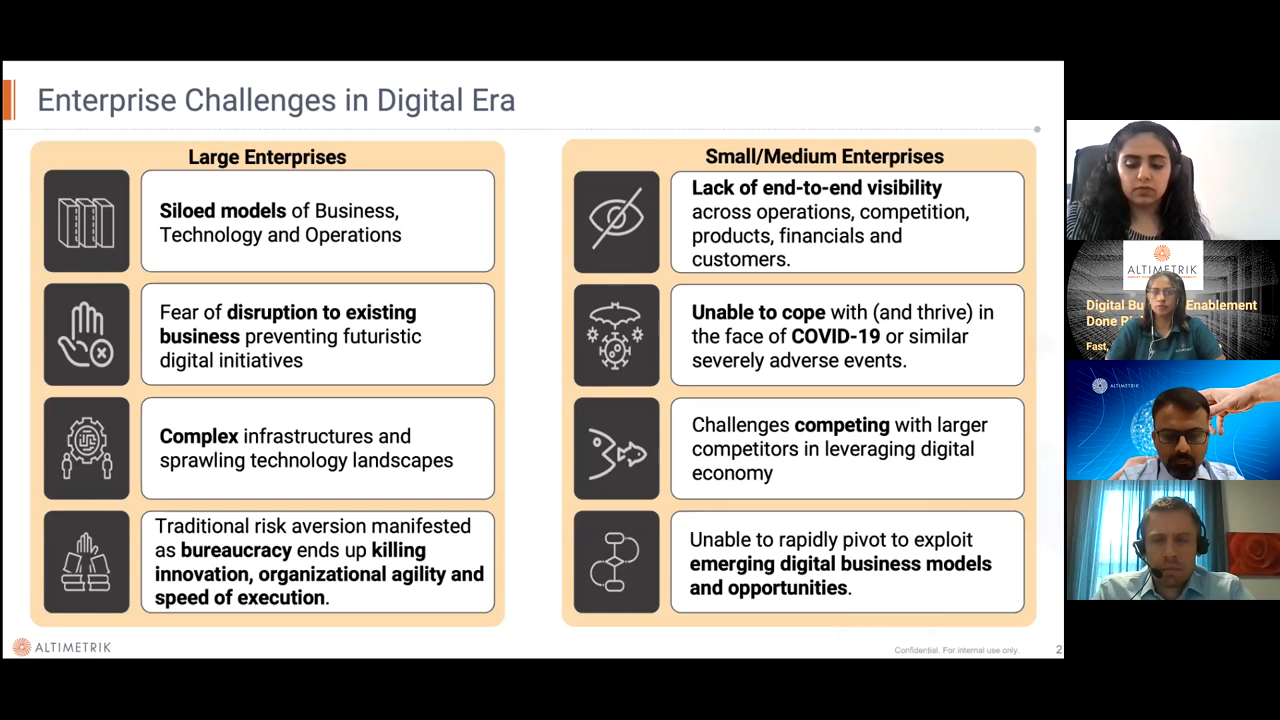 Enterprise Challenges in Digital Era
Large Enterprises
Siloed models of Business,
Technology and Operations
Fear of disruption to existing
business preventing futuristic
digital initiatives
Complex infrastructures and
sprawling technology landscapes
Traditional risk aversion manifested
as bureaucracy ends up killing
innovation, organizational agility and
speed of execution.
Small/Medium Enterprises
Lack of end-to-end visibility
across operations, competition,
products, financials and
customers.
Unable to cope with (and thrive) in
the face of COVID-19 or similar
severely adverse events.
Challenges competing with larger
competitors in leveraging digital
economy
Unable to rapidly pivot to exploit
emerging digital business models
and opportunities.
ALTIMETRIK
Confidential. For internal use only.
2
ALTIMETRIK
Digital Bu Enablement
Done R
Fast,
ALTIMETRIK